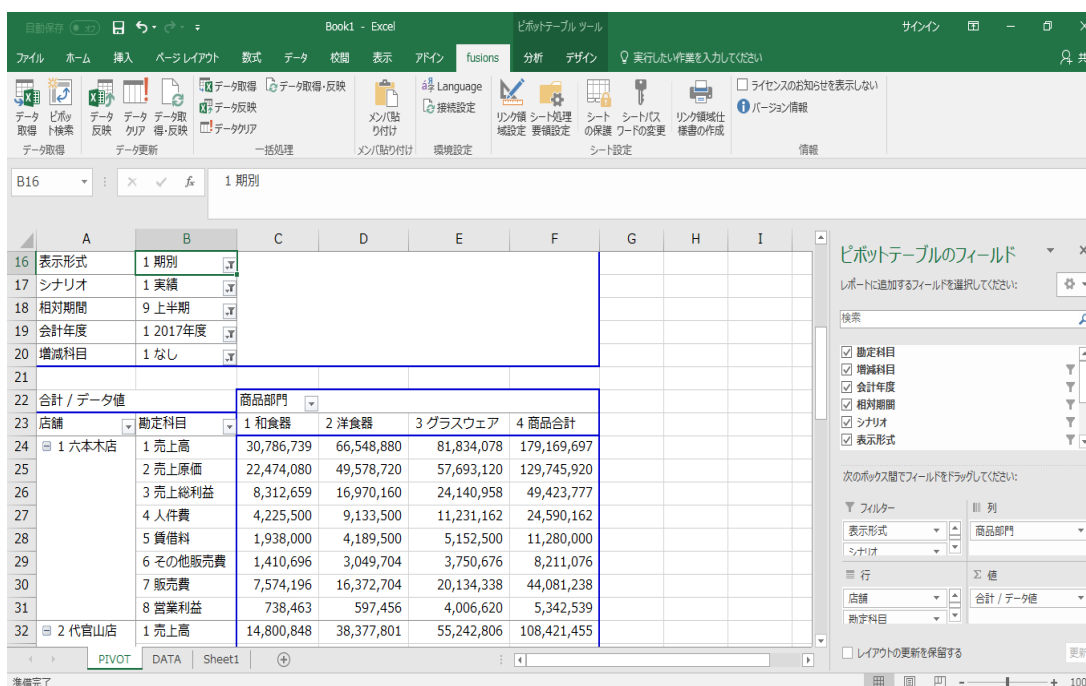 自動保存 オフ Book1 - Excel ピボットテーブル ツール サインイン
ファイル ホーム 挿入 ページ レイアウト 数式 データ 校閲 表示 アドイン fusions 分析 デザイン 実行したい作業を入力してください 共
データ取得 ピボット検索 データ反映 データクリア データ取得・反映 データ取得 データ取得・反映 データ反映 データクリア メンバ貼り付け Language 接続設定 リンク領域設定 シート処理要領設定 シートの保護 シートパスワードの変更 リンク領域仕様書の作成 ライセンスのお知らせを表示しない バージョン情報
データ取得 データ更新 一括処理 メンバ貼り付け 環境設定 シート設定 情報
B16 fx 1 期別
A B C D E F G H I
16 表示形式 1 期別
17 シナリオ 1 実績
18 相対期間 9 上半期
19 会計年度 1 2017年度
20 増減科目 1 なし
21
22 合計 / データ値 商品部門
23 店舗 勘定科目 1 和食器 2 洋食器 3 グラスウェア 4 商品合計
24 1 六本木店 1 売上高 30,786,739 66,548,880 81,834,078 179,169,697
25 2 売上原価 22,474,080 49,578,720 57,693,120 129,745,920
26 3 売上総利益 8,312,659 16,970,160 24,140,958 49,423,777
27 4 人件費 4,225,500 9,133,500 11,231,162 24,590,162
28 5 賃借料 1,938,000 4,189,500 5,152,500 11,280,000
29 6 その他販売費 1,410,696 3,049,704 3,750,676 8,211,076
30 7 販売費 7,574,196 16,372,704 20,134,338 44,081,238
31 8 営業利益 738,463 597,456 4,006,620 5,342,539
32 2 代官山店 1 売上高 14,800,848 38,377,801 55,242,806 108,421,455
PIVOT DATA Sheet1
準備完了
ピボットテーブルのフィールド
レポートに追加するフィールドを選択してください:
検索
勘定科目
増減科目
会計年度
相対期間
シナリオ
表示形式
次のボックス間でフィールドをドラッグしてください:
フィルター 列
表示形式 商品部門
シナリオ
行 Σ 値
店舗 合計 / データ値
勘定科目
レイアウトの更新を保留する 更新
100